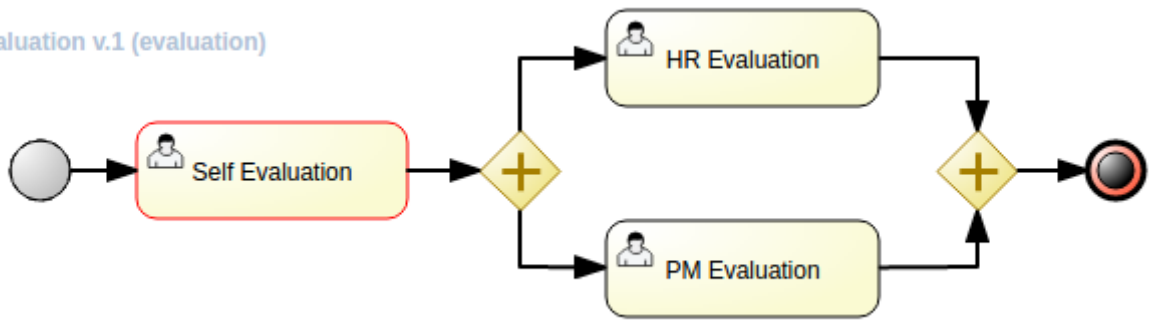 aluation v.1 (evaluation)
HR Evaluation
Self Evaluation
PM Evaluation